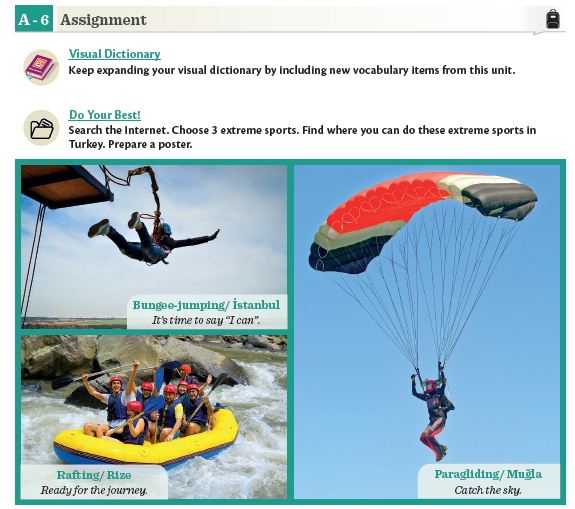 A - 6 Assignment
Visual Dictionary
Keep expanding your visual dictionary by including new vocabulary items from this unit.
Do Your Best!
Search the Internet. Choose 3 extreme sports. Find where you can do these extreme sports in
Turkey. Prepare a poster.
Bungee-jumping/ İstanbul
It's time to say "I can".
Rafting/ Rize
Ready for the journey.
Paragliding/ Muğla
Catch the sky.